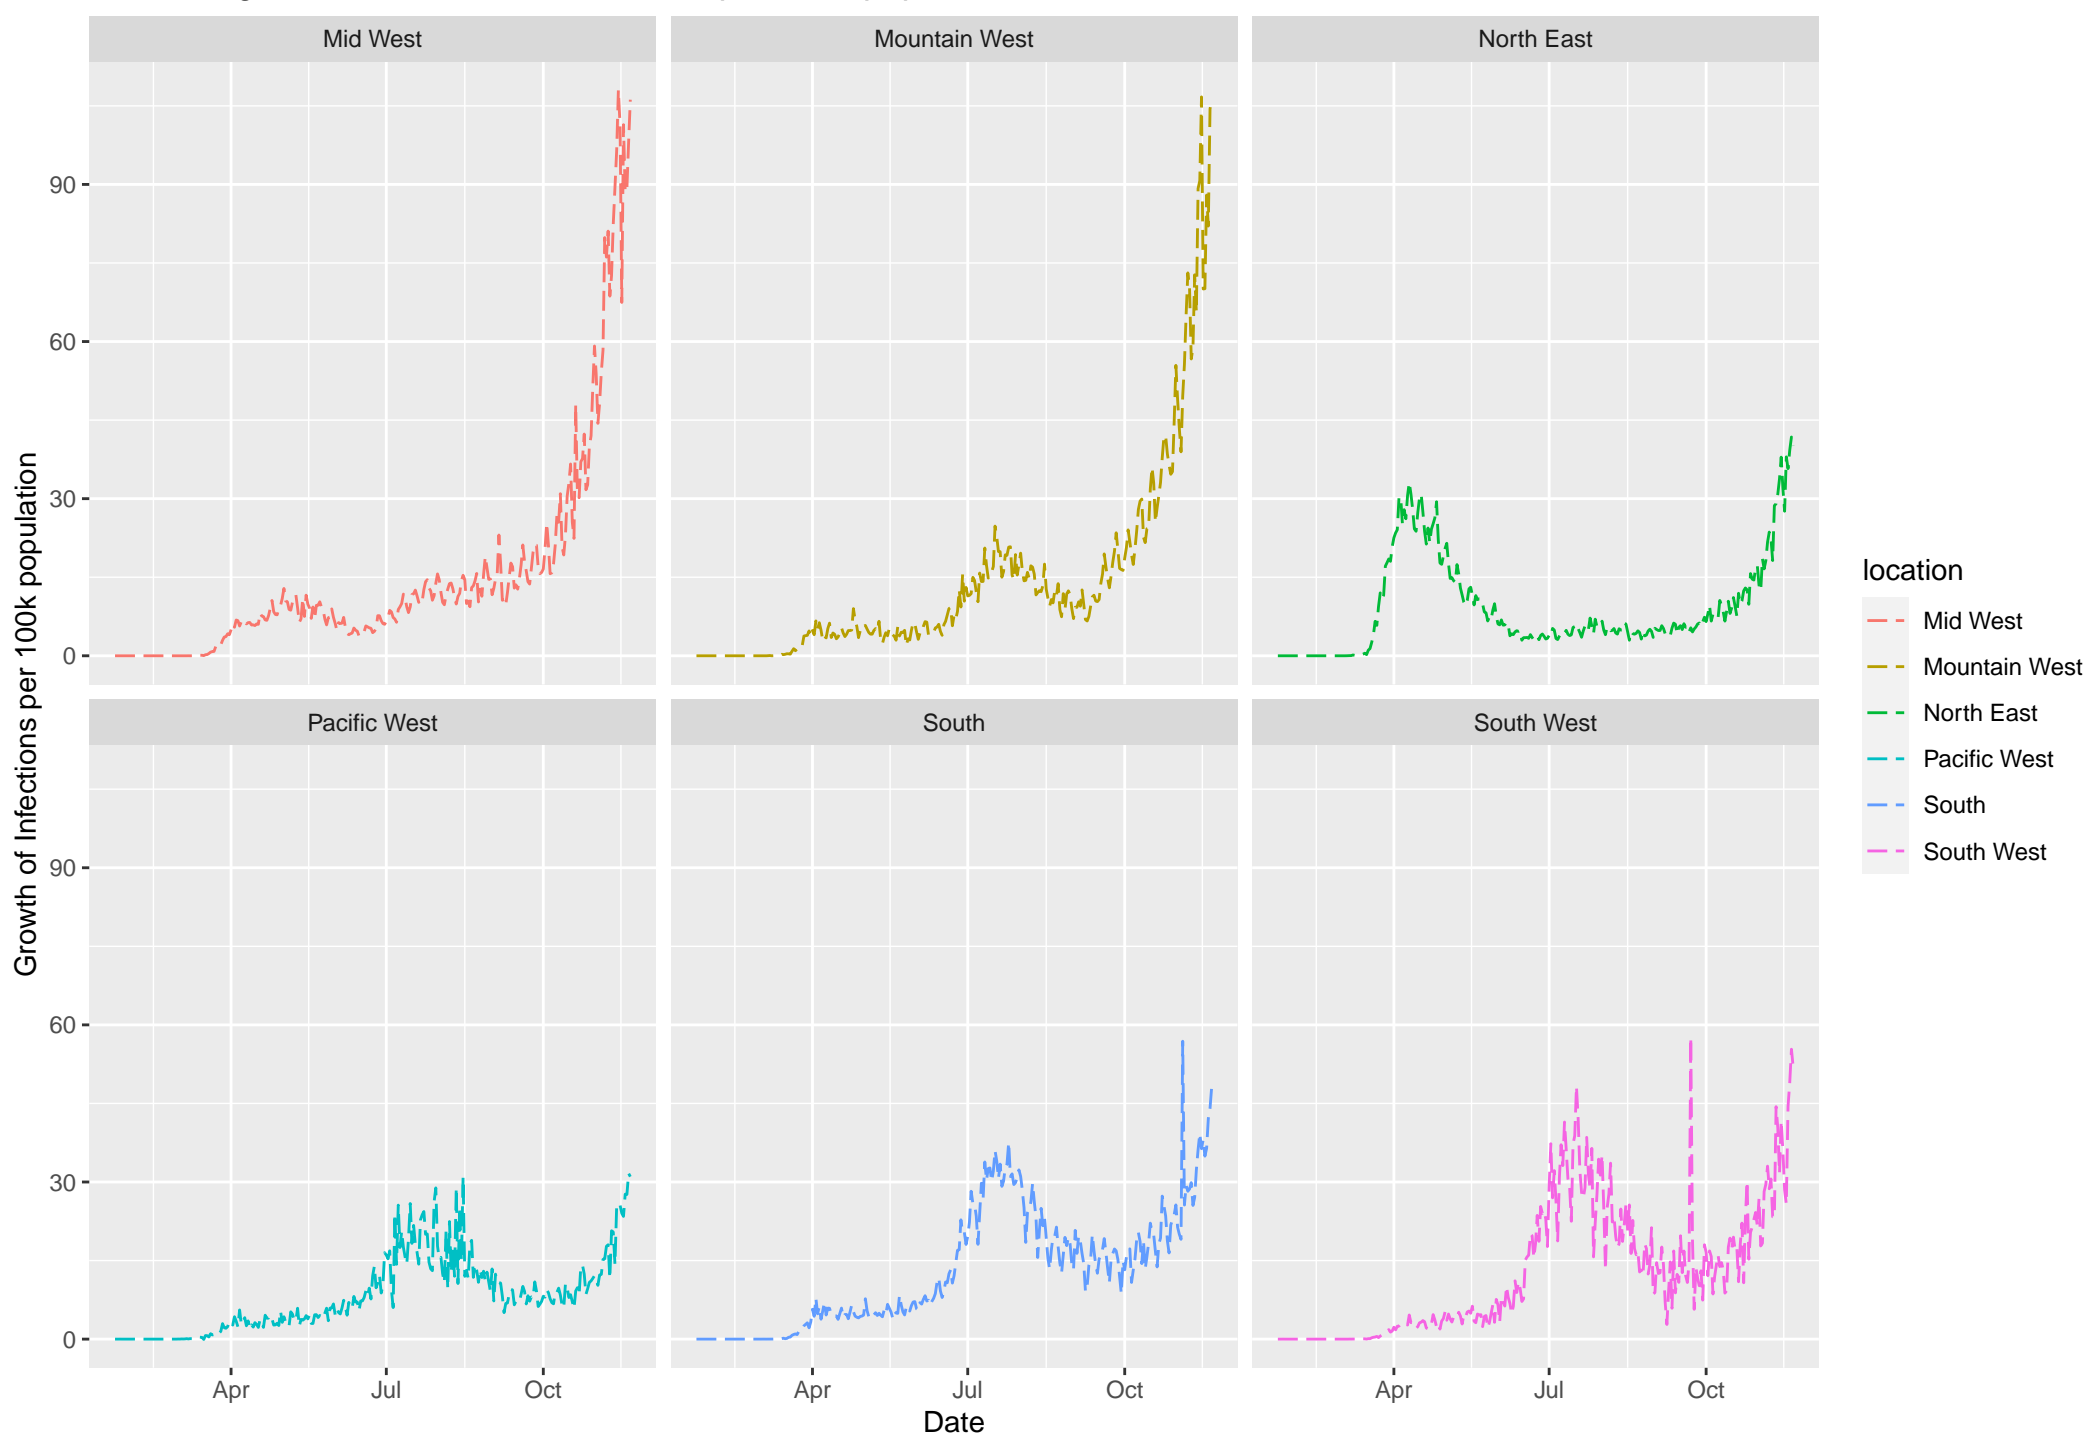 Mid West
Mountain West
North East
90
60
30
0
Pacific West
South
South West
90
60
30
0
Apr
Jul
Oct
Apr
Jul
Oct
Apr
Jul
Oct
Date
Growth of Infections per 100k population
location
Mid West
Mountain West
North East
Pacific West
South
South West